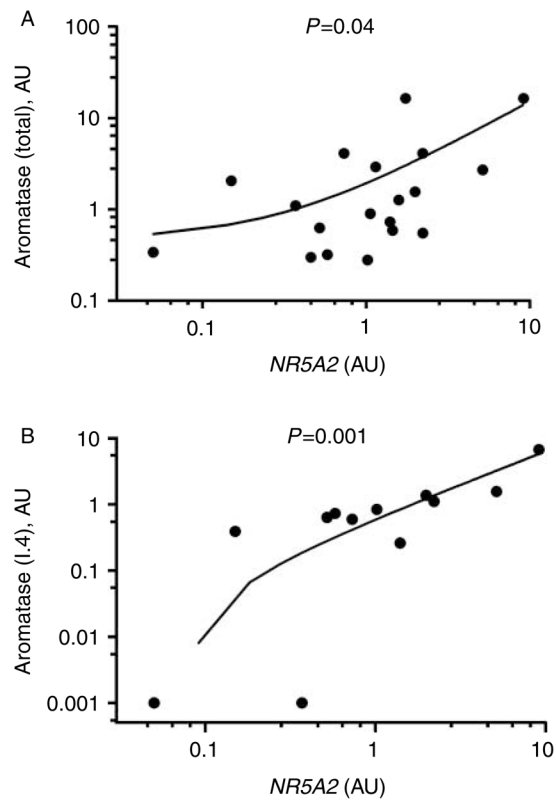 A
P=0.04
Aromatase (total), AU
100
10
1
0.1
0.1 1 10
NR5A2 (AU)
B
P=0.001
Aromatase (I.4), AU
10
1
0.1
0.01
0.001
0.1 1 10
NR5A2 (AU)